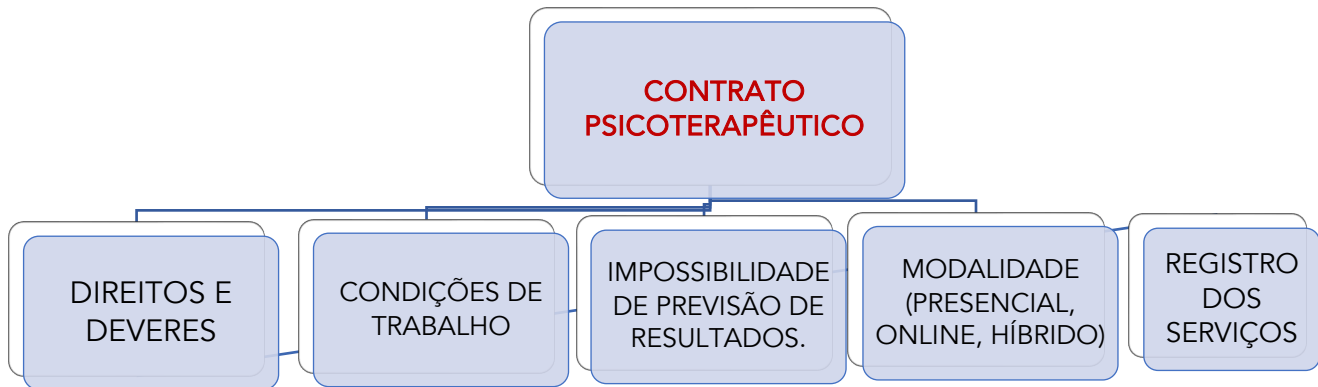 CONTRATO
PSICOTERAPÊUTICO
DIREITOS E
DEVERES
CONDIÇÕES DE
TRABALHO
IMPOSSIBILIDADE
DE PREVISÃO DE
RESULTADOS.
MODALIDADE
(PRESENCIAL,
ONLINE, HÍBRIDO)
REGISTRO
DOS
SERVIÇOS